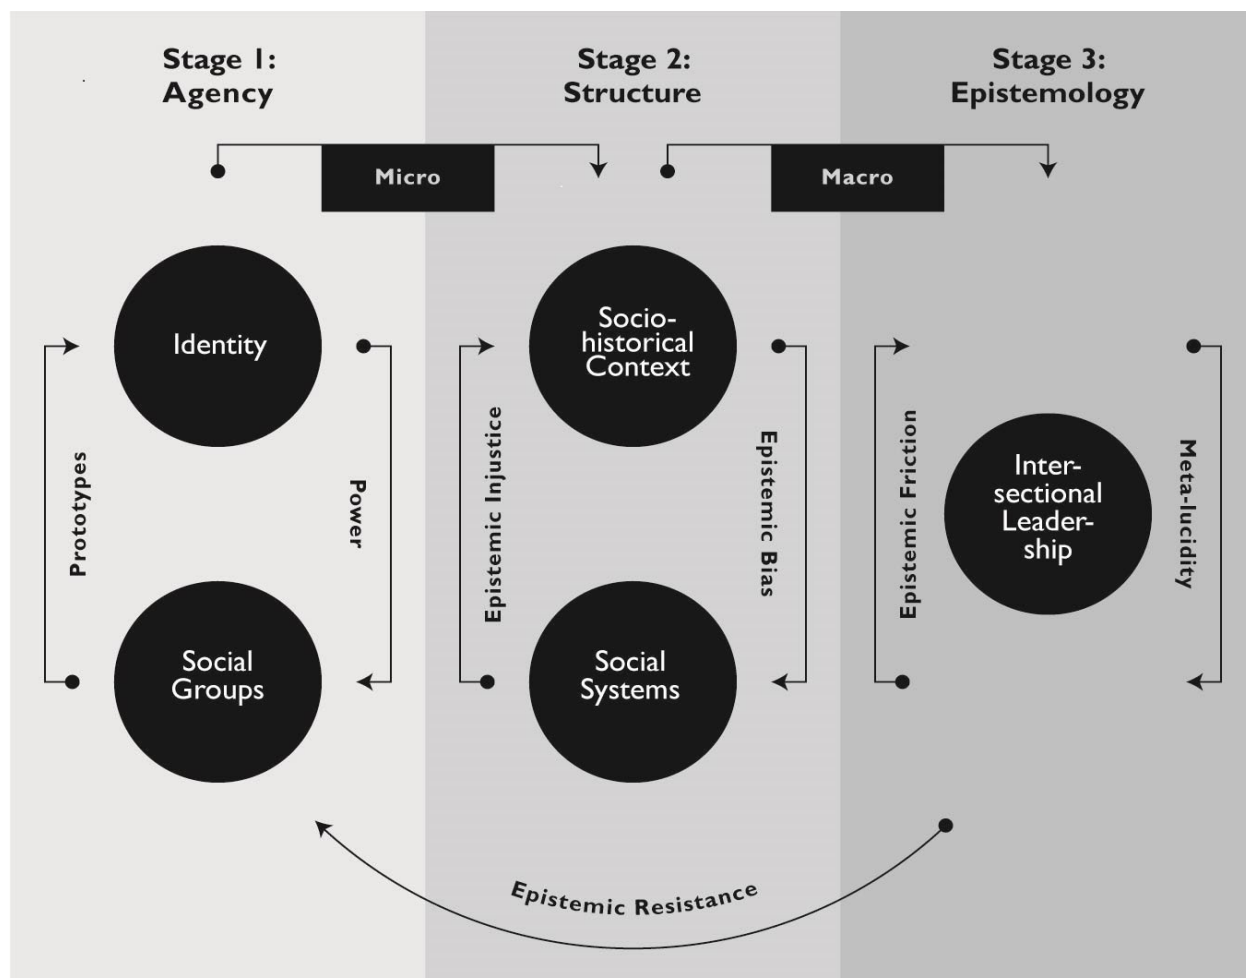 Stage 1:
Agency
Stage 2:
Structure
Stage 3:
Epistemology
Micro
Macro
Identity
Socio-
historical
Context
Prototypes
Power
Epistemic Injustice
Epistemic Bias
Epistemic Friction
Inter-
sectional
Leader-
ship
Meta-lucidity
Social
Groups
Social
Systems
Epistemic Resistance